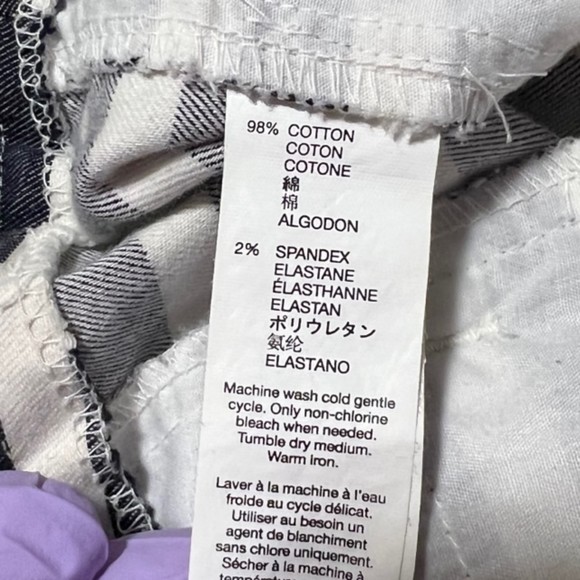 98% COTTON
COTON
COTONE
綿
棉
ALGODON
2% SPANDEX
ELASTANE
ÉLASTHANNE
ELASTAN
ポリウレタン
氨纶
ELASTANO
Machine wash cold gentle
cycle. Only non-chlorine
bleach when needed.
Tumble dry medium.
Warm Iron.
Laver à la machine à l'eau
froide au cycle délicat.
Utiliser au besoin un
agent de blanchiment
sans chlore uniquement.
Sécher à la machine à